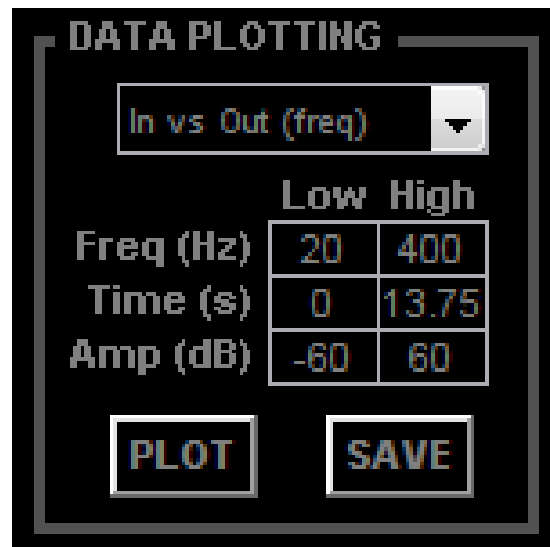 DATA PLOTTING
In vs Out (freq)
Low High
Freq (Hz) 20 400
Time (s) 0 13.75
Amp (dB) -60 60
PLOT SAVE